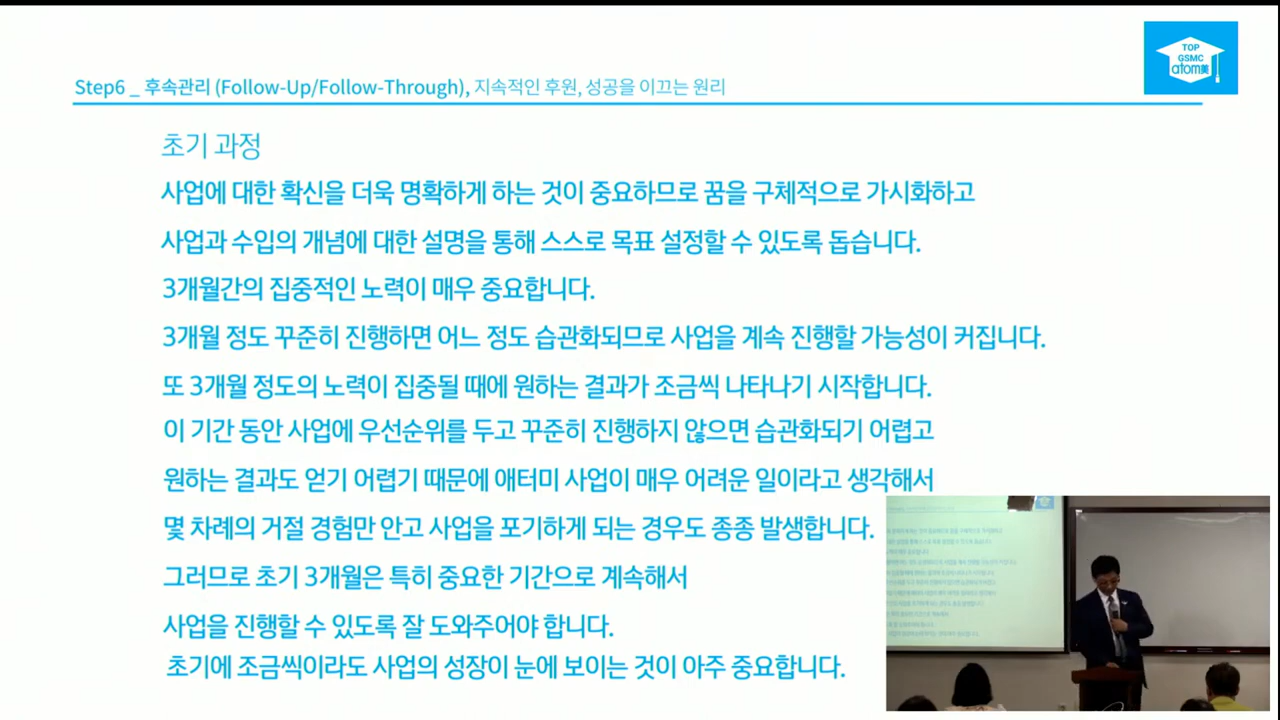 TOP
GSMC
atom美
Step6 _ 후속관리 (Follow-Up/Follow-Through), 지속적인 후원, 성공을 이끄는 원리
초기 과정
사업에 대한 확신을 더욱 명확하게 하는 것이 중요하므로 꿈을 구체적으로 가시화하고
사업과 수입의 개념에 대한 설명을 통해 스스로 목표 설정할 수 있도록 돕습니다.
3개월간의 집중적인 노력이 매우 중요합니다.
3개월 정도 꾸준히 진행하면 어느 정도 습관화되므로 사업을 계속 진행할 가능성이 커집니다.
또 3개월 정도의 노력이 집중될 때에 원하는 결과가 조금씩 나타나기 시작합니다.
이 기간 동안 사업에 우선순위를 두고 꾸준히 진행하지 않으면 습관화되기 어렵고
원하는 결과도 얻기 어렵기 때문에 애터미 사업이 매우 어려운 일이라고 생각해서
몇 차례의 거절 경험만 안고 사업을 포기하게 되는 경우도 종종 발생합니다.
그러므로 초기 3개월은 특히 중요한 기간으로 계속해서
사업을 진행할 수 있도록 잘 도와주어야 합니다.
초기에 조금씩이라도 사업의 성장이 눈에 보이는 것이 아주 중요합니다.